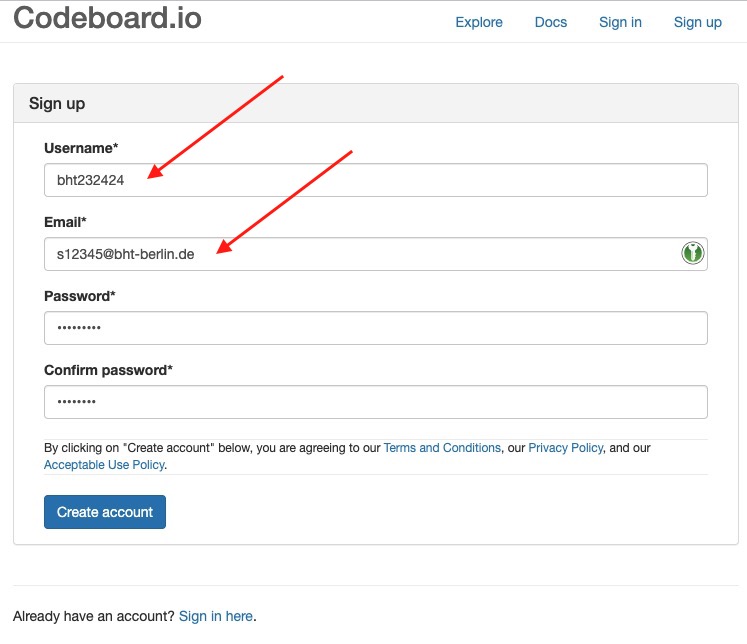 Codeboard.io
Explore Docs Sign in Sign up
Sign up
Username*
bht232424
Email*
s12345@bht-berlin.de
Password*
•••••••••
Confirm password*
••••••••
By clicking on "Create account" below, you are agreeing to our Terms and Conditions, our Privacy Policy, and our
Acceptable Use Policy.
Create account
Already have an account? Sign in here.